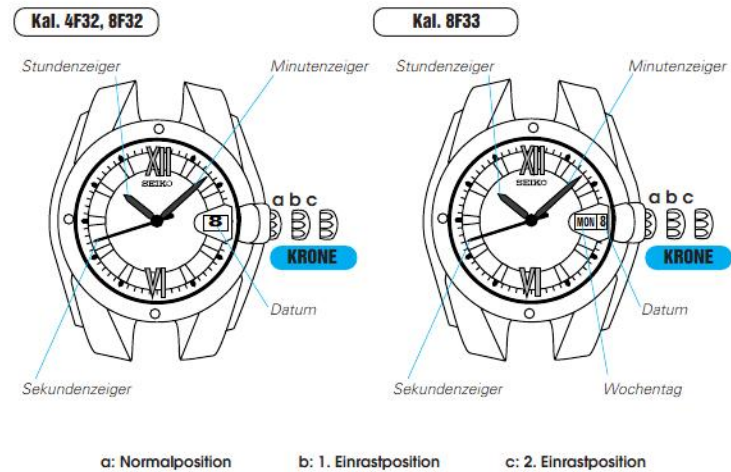 Kal. 4F32, 8F32
Kal. 8F33
Stundenzeiger
Minutenzeiger
Stundenzeiger
Minutenzeiger
XII
SEIKO
a b c
8
VI
KRONE
Datum
Sekundenzeiger
XII
SEIKO
a b c
MON 8
VI
KRONE
Datum
Sekundenzeiger
Wochentag
a: Normalposition b: 1. Einrastposition c: 2. Einrastposition